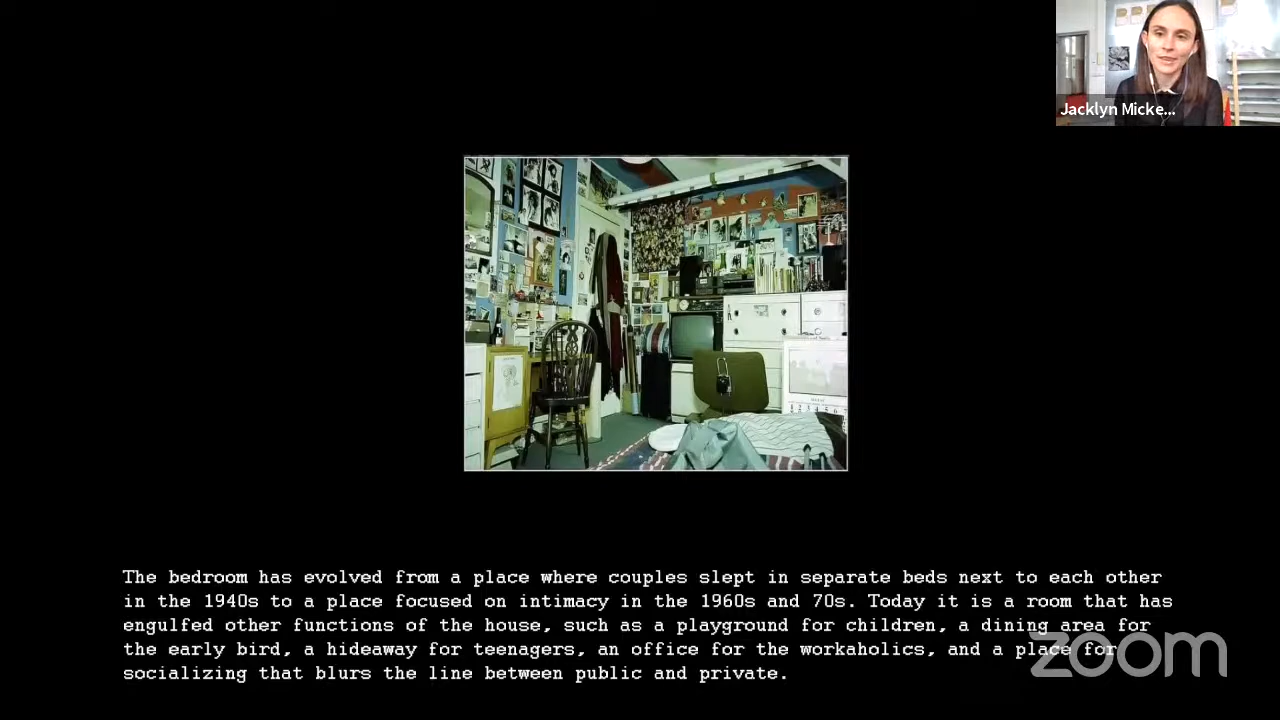 Jacklyn Micke...
The bedroom has evolved from a place where couples slept in separate beds next to each other
in the 1940s to a place focused on intimacy in the 1960s and 70s. Today it is a room that has
engulfed other functions of the house, such as a playground for children, a dining area for
the early bird, a hideaway for teenagers, an office for the workaholics, and a place for
socializing that blurs the line between public and private.
zoom